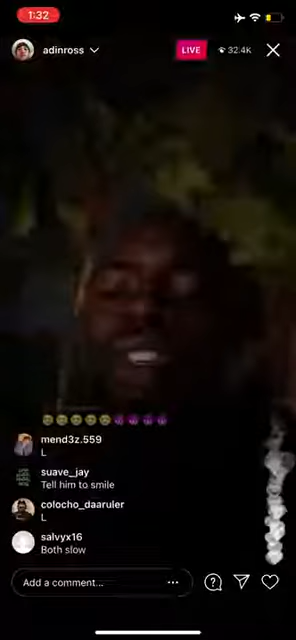 1:32
adinross
LIVE
32.4K
mend3z.559
L
suave_jay
Tell him to smile
colocho_daaruler
L
salvyx16
Both slow
Add a comment...